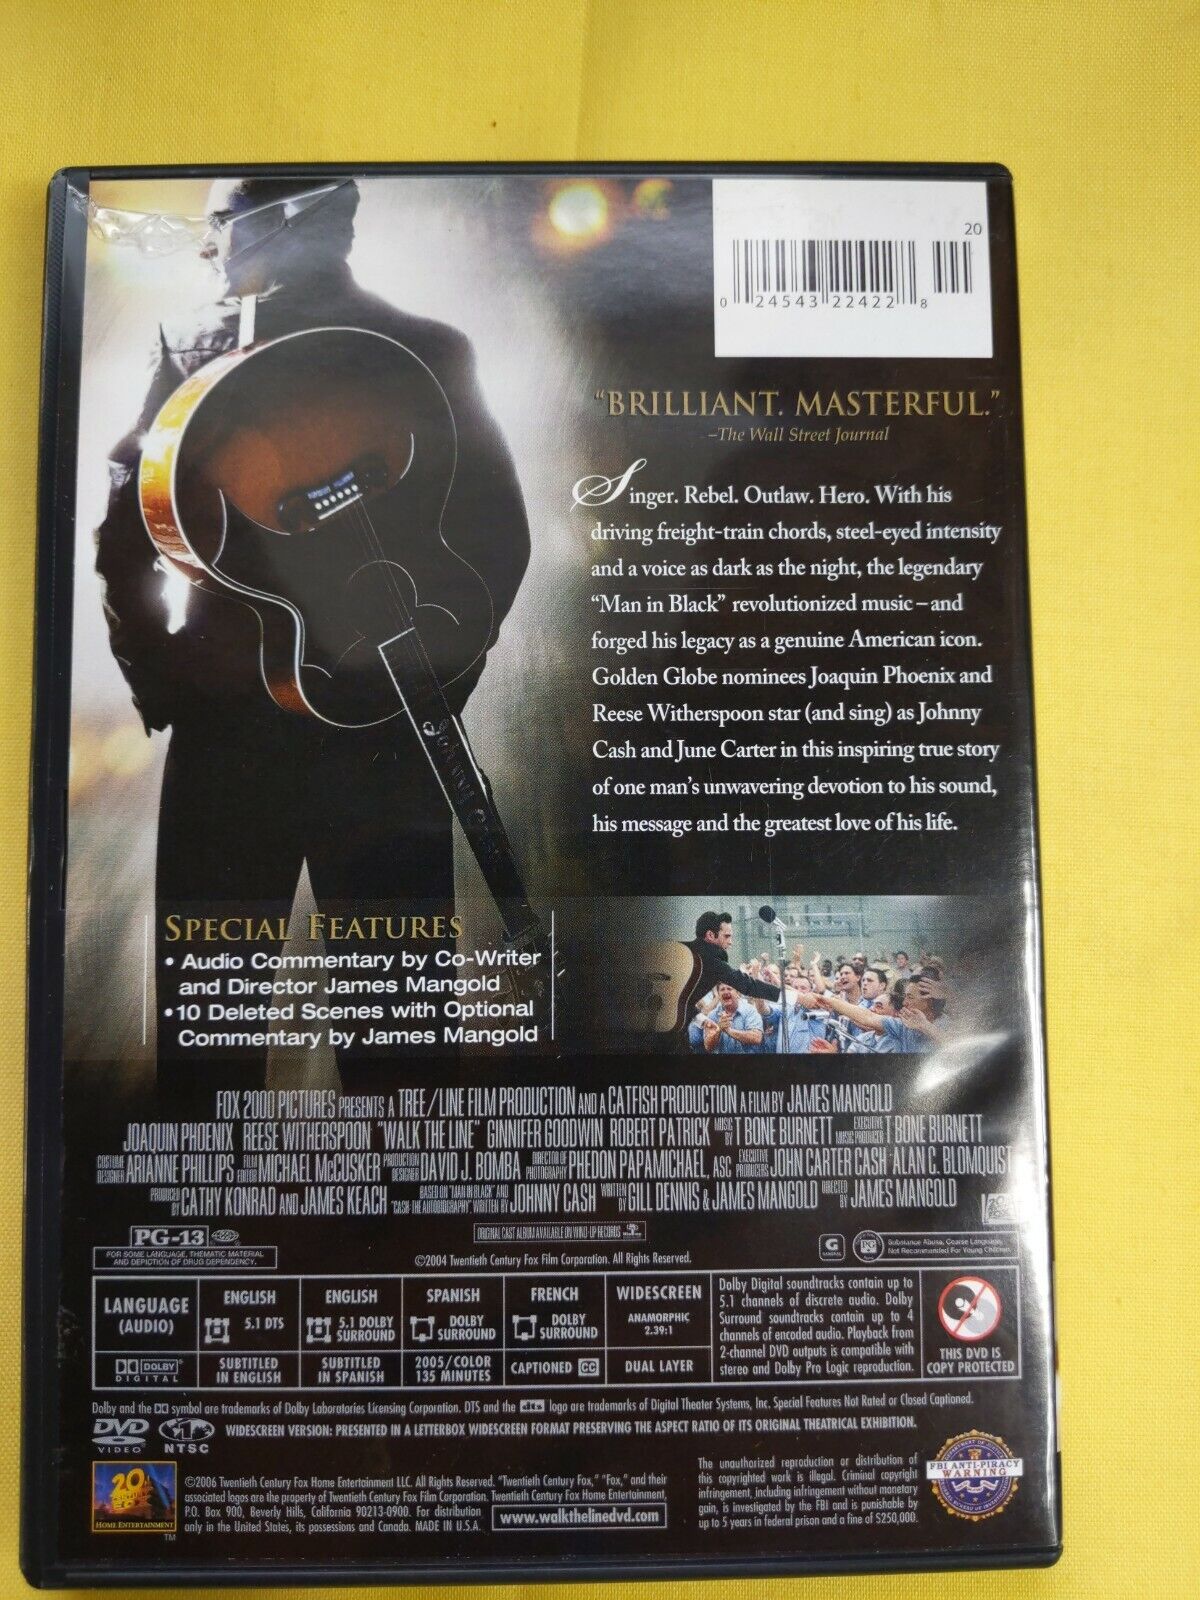 20
0 24543 22422 8
“BRILLIANT. MASTERFUL.”
–The Wall Street Journal
Singer. Rebel. Outlaw. Hero. With his
driving freight-train chords, steel-eyed intensity
and a voice as dark as the night, the legendary
“Man in Black” revolutionized music – and
forged his legacy as a genuine American icon.
Golden Globe nominees Joaquin Phoenix and
Reese Witherspoon star (and sing) as Johnny
Cash and June Carter in this inspiring true story
of one man’s unwavering devotion to his sound,
his message and the greatest love of his life.
SPECIAL FEATURES
• Audio Commentary by Co-Writer
and Director James Mangold
• 10 Deleted Scenes with Optional
Commentary by James Mangold
FOX 2000 PICTURES PRESENTS A TREE/LINE FILM PRODUCTION AND A CATFISH PRODUCTION A FILM BY JAMES MANGOLD
JOAQUIN PHOENIX REESE WITHERSPOON "WALK THE LINE" GINNIFER GOODWIN ROBERT PATRICK MUSIC BY T BONE BURNETT EXECUTIVE MUSIC PRODUCER T BONE BURNETT
COSTUME DESIGNER ARIANNE PHILLIPS FILM EDITOR MICHAEL McCUSKER PRODUCTION DESIGNER DAVID J. BOMBA DIRECTOR OF PHOTOGRAPHY PHEDON PAPAMICHAEL, ASC EXECUTIVE PRODUCERS JOHN CARTER CASH ALAN C. BLOMQUIST
PRODUCED BY CATHY KONRAD AND JAMES KEACH BASED ON "MAN IN BLACK" AND "CASH: THE AUTOBIOGRAPHY" WRITTEN BY JOHNNY CASH WRITTEN BY GILL DENNIS & JAMES MANGOLD DIRECTED BY JAMES MANGOLD
PG-13
FOR SOME LANGUAGE, THEMATIC MATERIAL
AND DEPICTION OF DRUG DEPENDENCY.
ORIGINAL CAST ALBUM AVAILABLE ON WIND-UP RECORDS
©2004 Twentieth Century Fox Film Corporation. All Rights Reserved.
G
PG
Substance Abuse, Coarse Language,
Not Recommended For Young Children
LANGUAGE
(AUDIO)
ENGLISH
5.1 DTS
ENGLISH
5.1 DOLBY
SURROUND
SPANISH
DOLBY
SURROUND
FRENCH
DOLBY
SURROUND
WIDESCREEN
ANAMORPHIC
2.39:1
DOLBY
DIGITAL
SUBTITLED
IN ENGLISH
SUBTITLED
IN SPANISH
2005/COLOR
135 MINUTES
CAPTIONED CC
DUAL LAYER
Dolby Digital soundtracks contain up to
5.1 channels of discrete audio. Dolby
Surround soundtracks contain up to 4
channels of encoded audio. Playback from
2-channel DVD outputs is compatible with
stereo and Dolby Pro Logic reproduction.
THIS DVD IS
COPY PROTECTED
Dolby and the DD symbol are trademarks of Dolby Laboratories Licensing Corporation. DTS and the dts logo are trademarks of Digital Theater Systems, Inc. Special Features Not Rated or Closed Captioned.
DVD
VIDEO
NTSC
WIDESCREEN VERSION: PRESENTED IN A LETTERBOX WIDESCREEN FORMAT PRESERVING THE ASPECT RATIO OF ITS ORIGINAL THEATRICAL EXHIBITION.
20
HOME ENTERTAINMENT
TM
©2006 Twentieth Century Fox Home Entertainment LLC. All Rights Reserved. "Twentieth Century Fox," "Fox," and their
associated logos are the property of Twentieth Century Fox Film Corporation. Twentieth Century Fox Home Entertainment,
P.O. Box 900, Beverly Hills, California 90213-0900. For distribution
only in the United States, its possessions and Canada. MADE IN U.S.A.
www.walkthelinedvd.com
The unauthorized reproduction or distribution of
this copyrighted work is illegal. Criminal copyright
infringement, including infringement without monetary
gain, is investigated by the FBI and is punishable by
up to 5 years in federal prison and a fine of $250,000.
FBI ANTI-PIRACY
WARNING